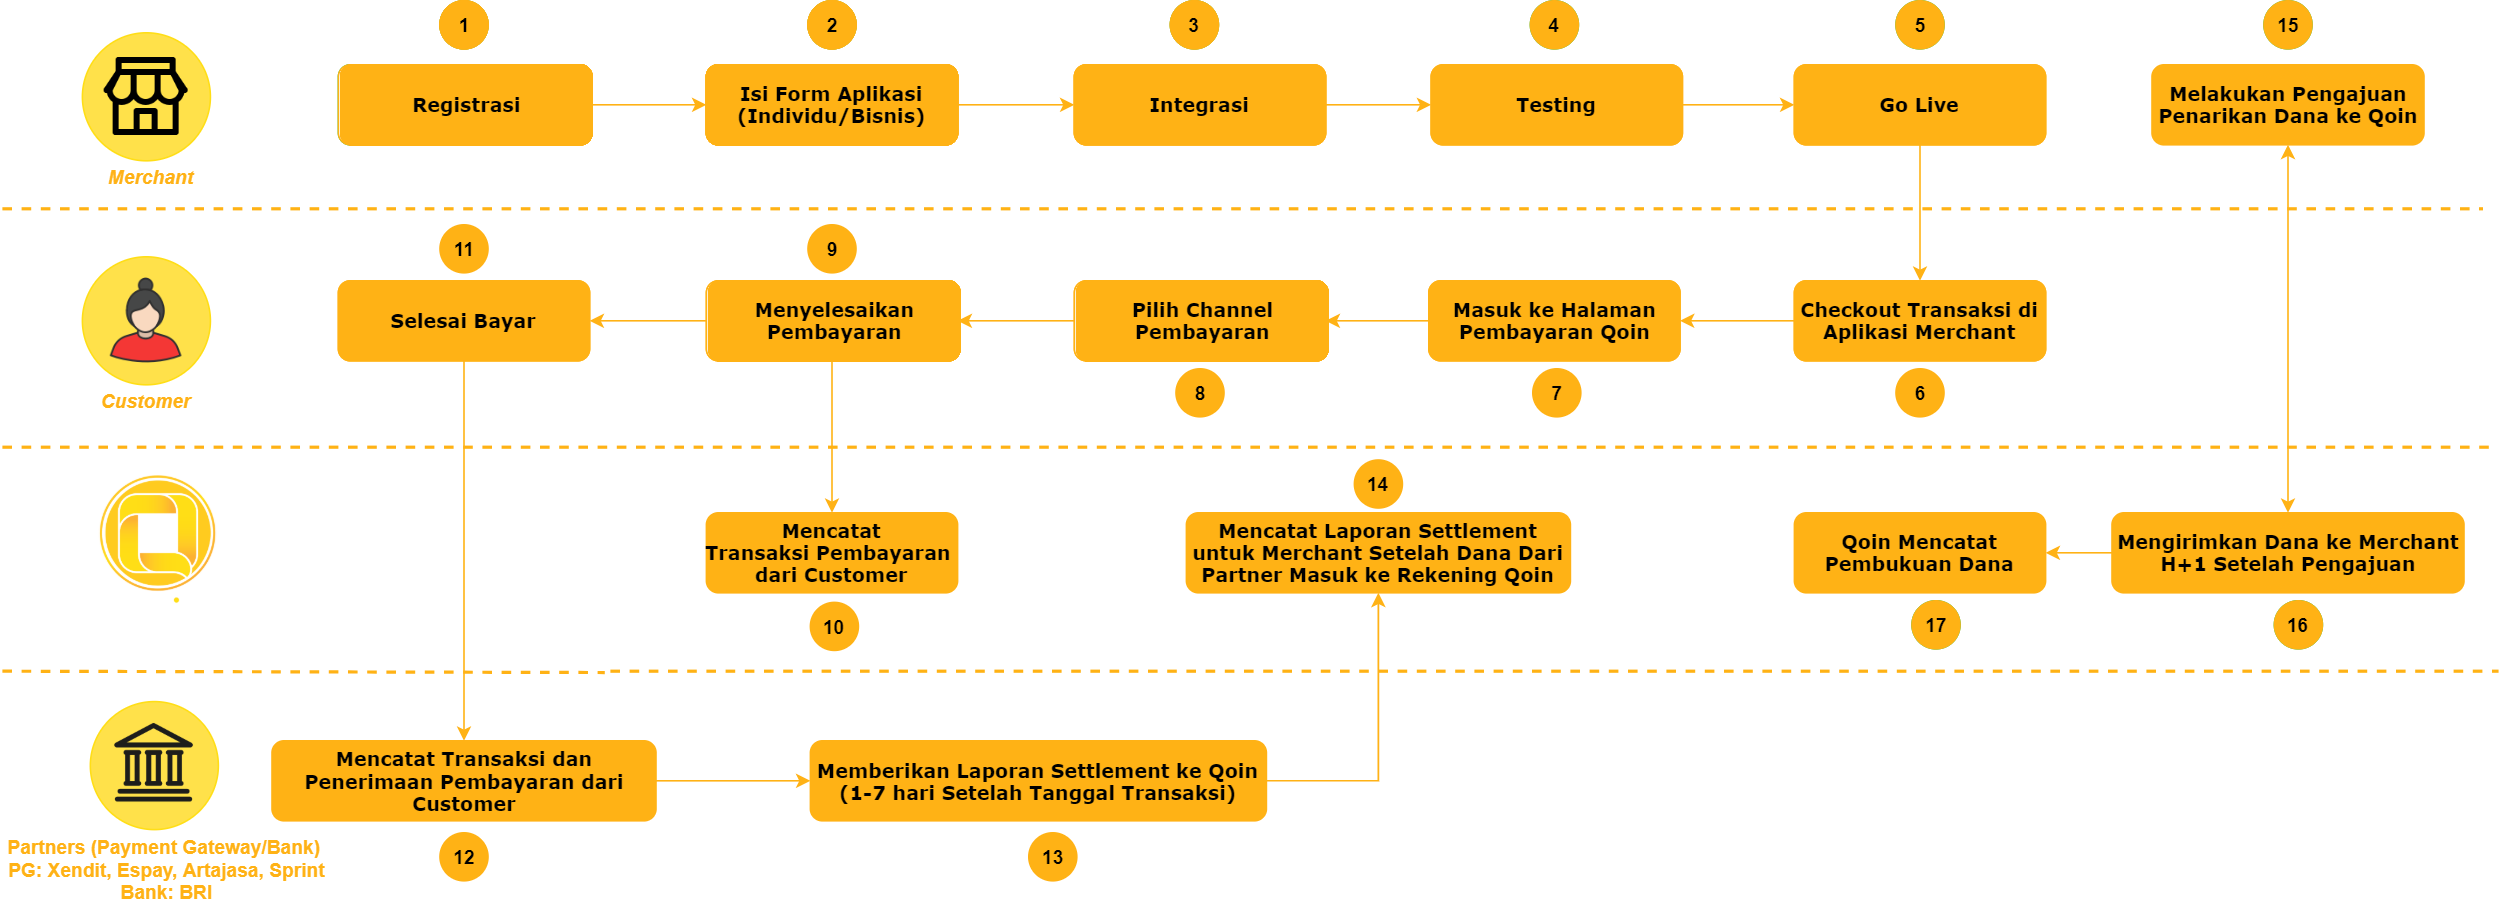 1
2
3
4
5
15
Registrasi
Isi Form Aplikasi
(Individu/Bisnis)
Integrasi
Testing
Go Live
Melakukan Pengajuan
Penarikan Dana ke Qoin
Merchant
11
9
Selesai Bayar
Menyelesaikan
Pembayaran
Pilih Channel
Pembayaran
Masuk ke Halaman
Pembayaran Qoin
Checkout Transaksi di
Aplikasi Merchant
8
7
6
Customer
14
Mencatat
Transaksi Pembayaran
dari Customer
Mencatat Laporan Settlement
untuk Merchant Setelah Dana Dari
Partner Masuk ke Rekening Qoin
Qoin Mencatat
Pembukuan Dana
Mengirimkan Dana ke Merchant
H+1 Setelah Pengajuan
10
17
16
Mencatat Transaksi dan
Penerimaan Pembayaran dari
Customer
Memberikan Laporan Settlement ke Qoin
(1-7 hari Setelah Tanggal Transaksi)
12
13
Partners (Payment Gateway/Bank)
PG: Xendit, Espay, Artajasa, Sprint
Bank: BRI